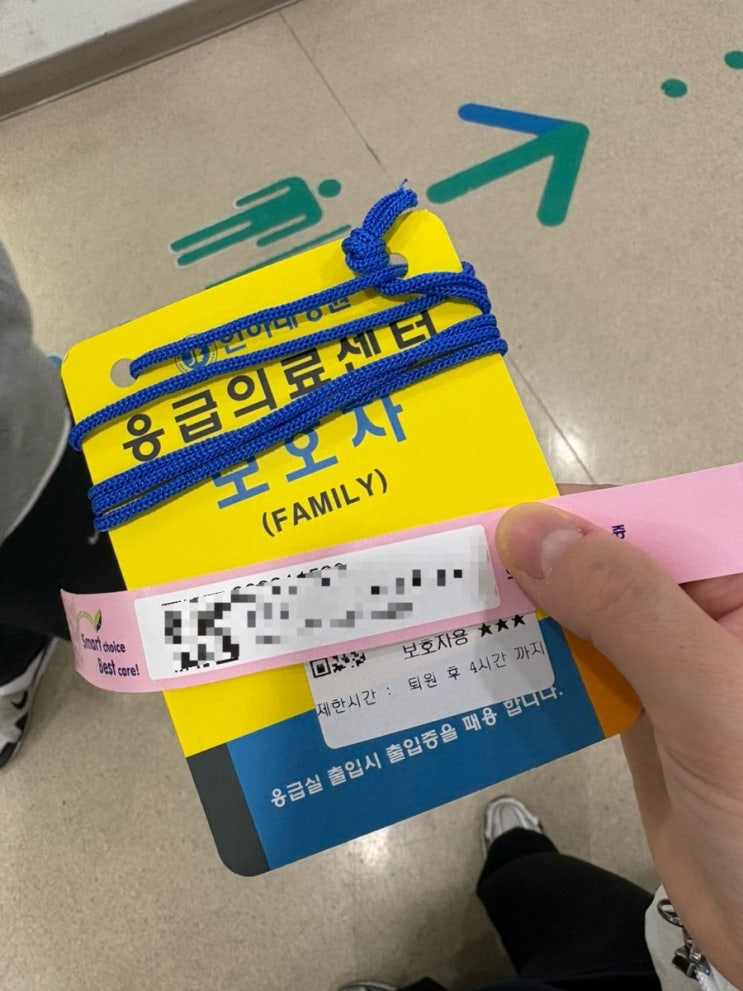 응급의료센터
보호자
(FAMILY)
Smart choice
Best care!
보호자용 ★★★
제한시간 : 퇴원 후 4시간 까지
응급실 출입시 출입증을 패용 합니다.